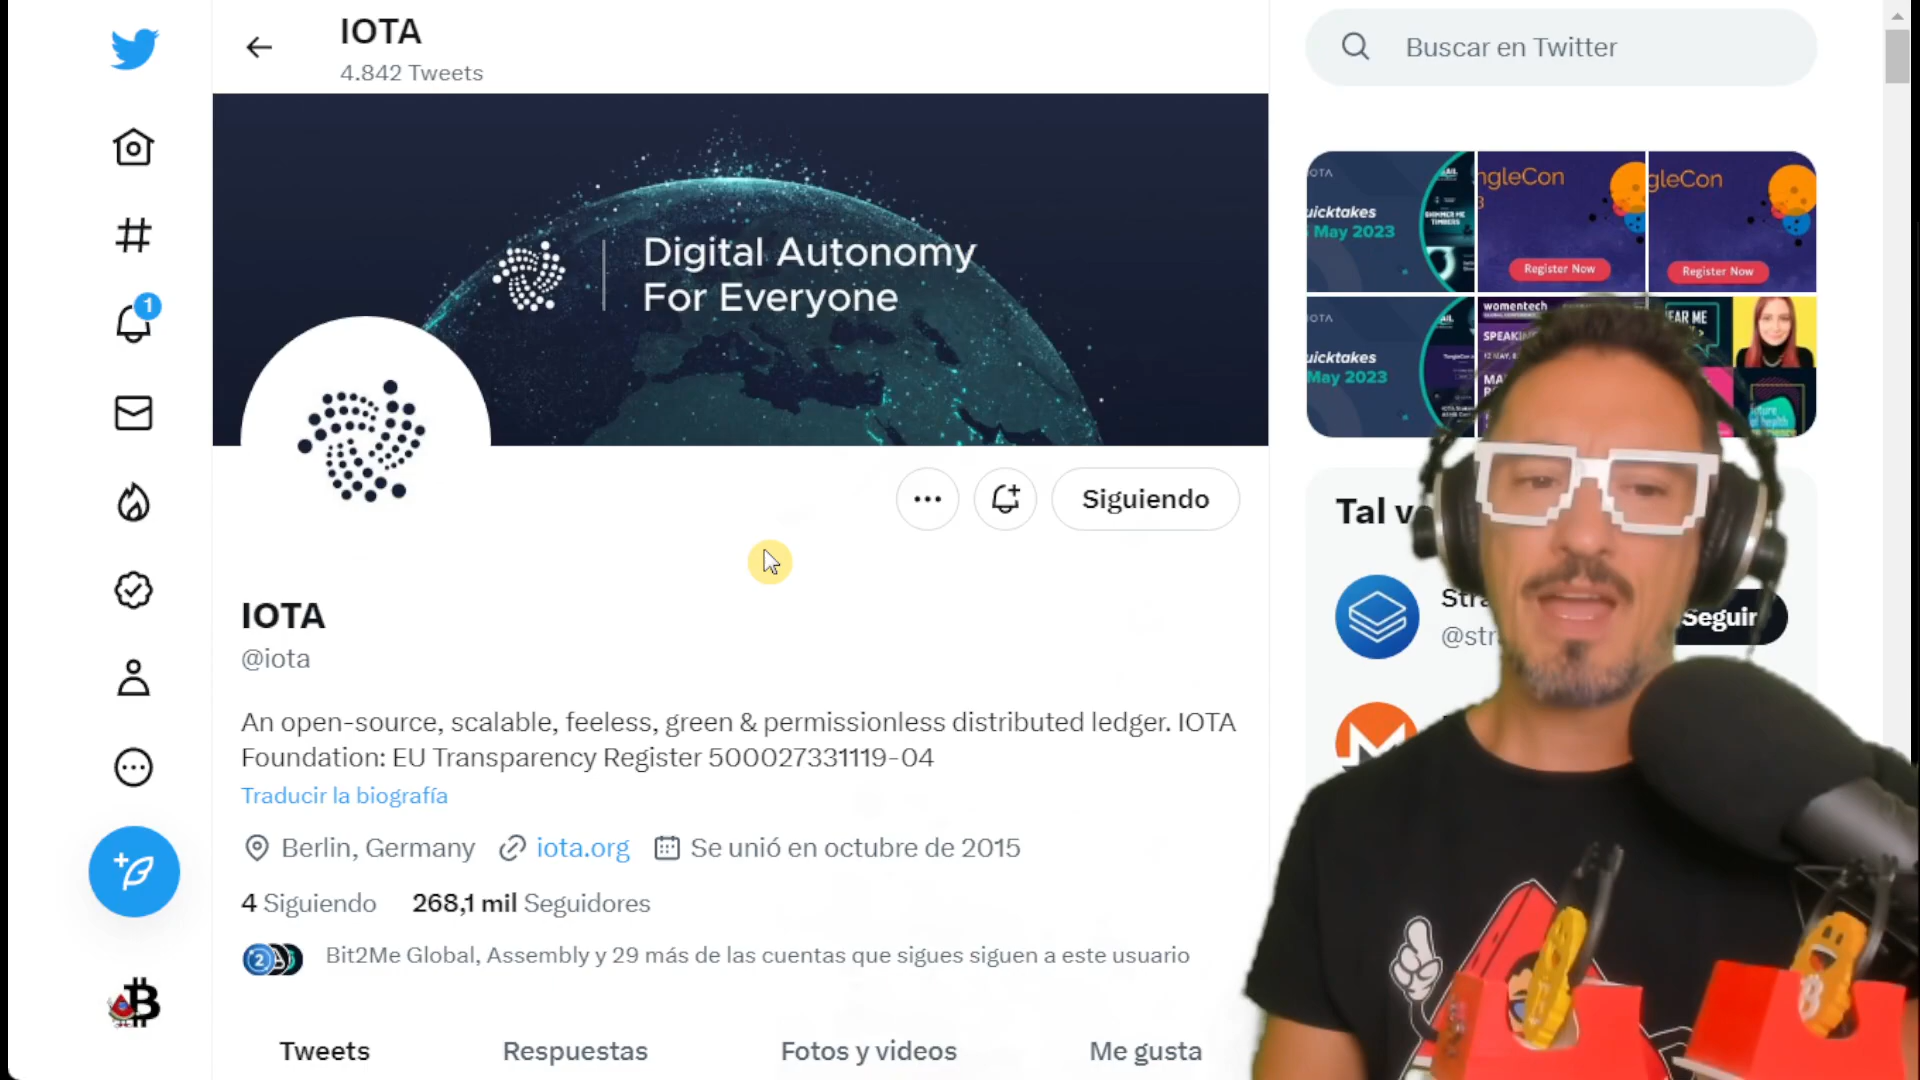 IOTA
4.842 Tweets
Buscar en Twitter
Digital Autonomy
For Everyone
1
May 2023
Register Now
Register Now
May 2023
womentech
Siguiendo
Tal
IOTA
@iota
Seguir
An open-source, scalable, feeless, green & permissionless distributed ledger. IOTA
Foundation: EU Transparency Register 500027331119-04
Traducir la biografía
Berlin, Germany
iota.org
Se unió en octubre de 2015
4 Siguiendo
268,1 mil Seguidores
Bit2Me Global, Assembly y 29 más de las cuentas que sigues siguen a este usuario
Tweets
Respuestas
Fotos y videos
Me gusta